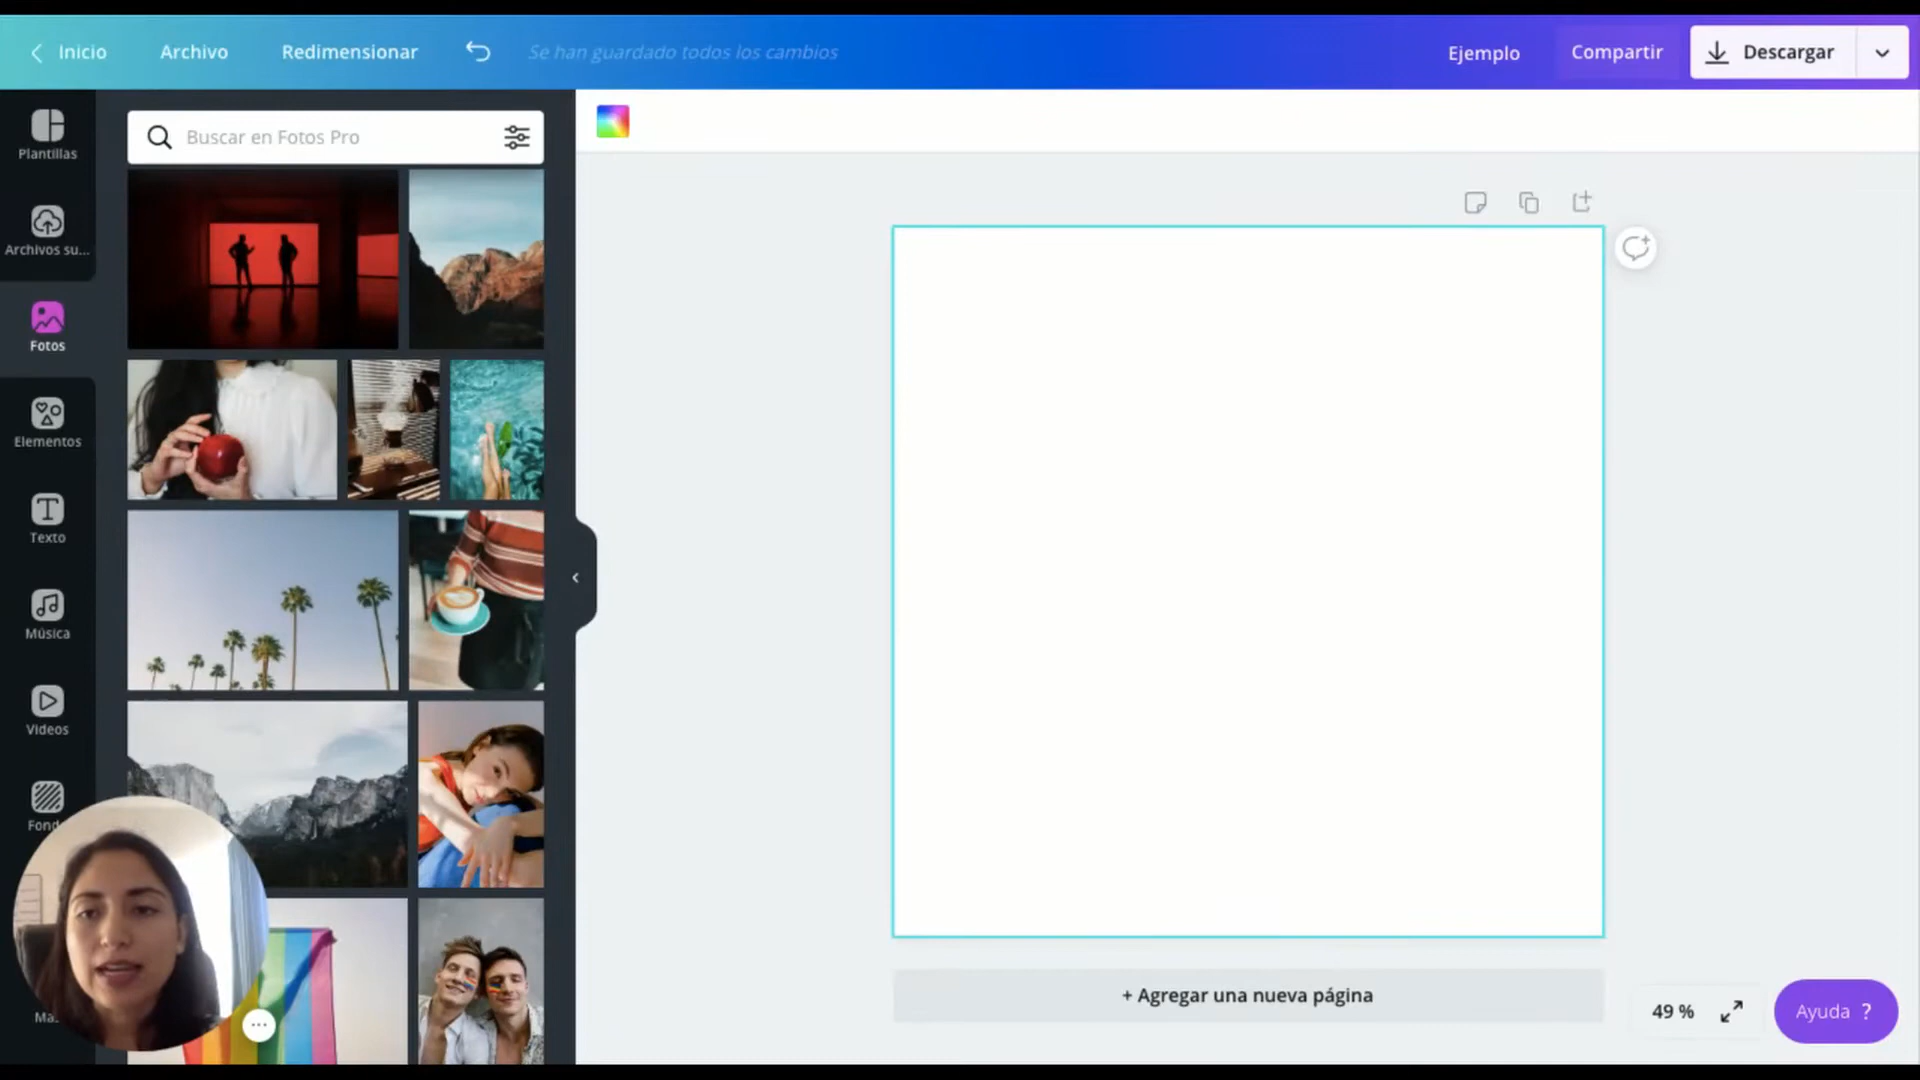 Inicio
Archivo
Redimensionar
Se han guardado todos los cambios
Ejemplo
Compartir
Descargar
Plantillas
Archivos su...
Fotos
Elementos
Texto
Música
Videos
Buscar en Fotos Pro
+ Agregar una nueva página
49 %
Ayuda ?